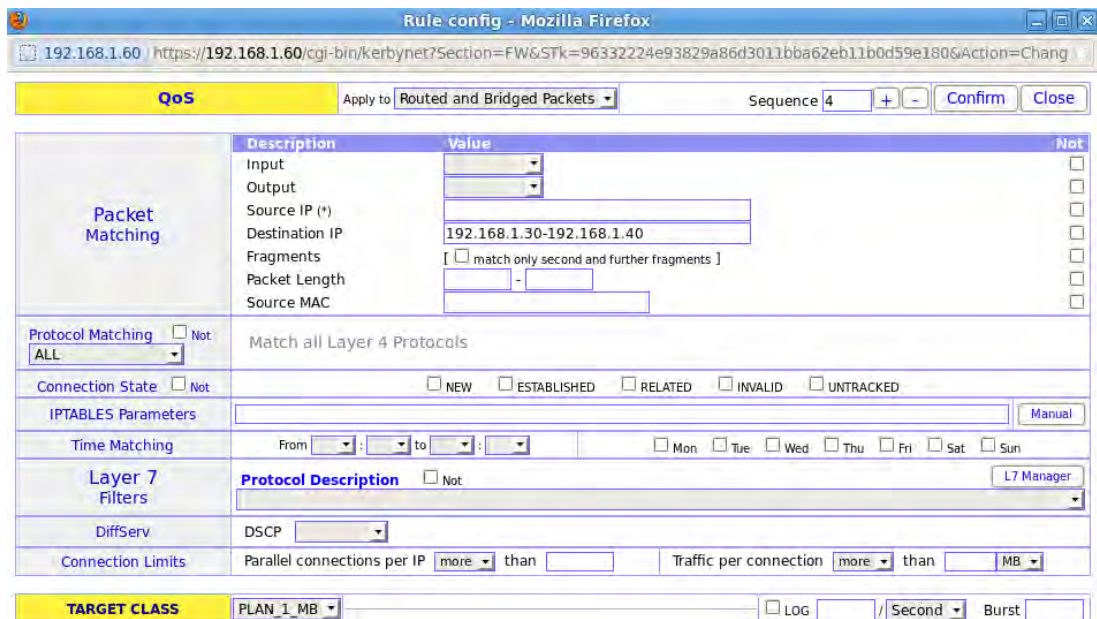 Rule config - Mozilla Firefox
192.168.1.60 https://192.168.1.60/cgi-bin/kerbynet?Section=FW&STk=96332224e93829a86d3011bba62eb11b0d59e180&Action=Chang
QoS Apply to Routed and Bridged Packets Sequence 4 + - Confirm Close
Description Value Not
Input
Output
Packet Matching
Source IP (*)
Destination IP 192.168.1.30-192.168.1.40
Fragments [ match only second and further fragments ]
Packet Length -
Source MAC
Protocol Matching Not
ALL
Match all Layer 4 Protocols
Connection State Not NEW ESTABLISHED RELATED INVALID UNTRACKED
IPTABLES Parameters Manual
Time Matching From : to : Mon Tue Wed Thu Fri Sat Sun
Layer 7 Filters
Protocol Description Not L7 Manager
DiffServ DSCP
Connection Limits Parallel connections per IP more than Traffic per connection more than MB
TARGET CLASS PLAN_1_MB LOG / Second Burst